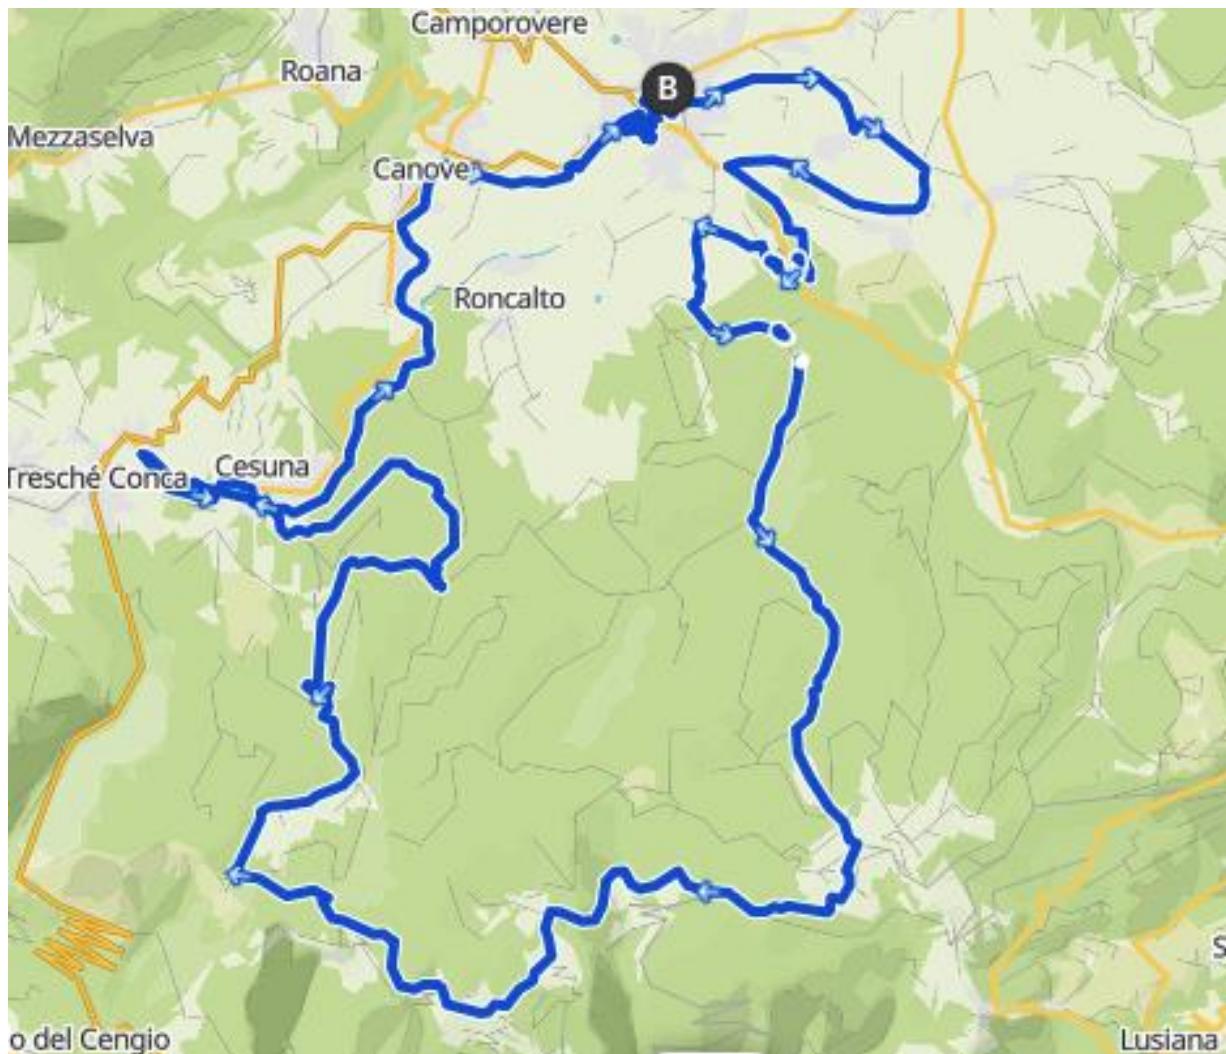 Camporovere
Roana
B
Mezzaselva
Canove
Roncalto
Cesuna
Tresché Conca
S
o del Cengio
Lusiana